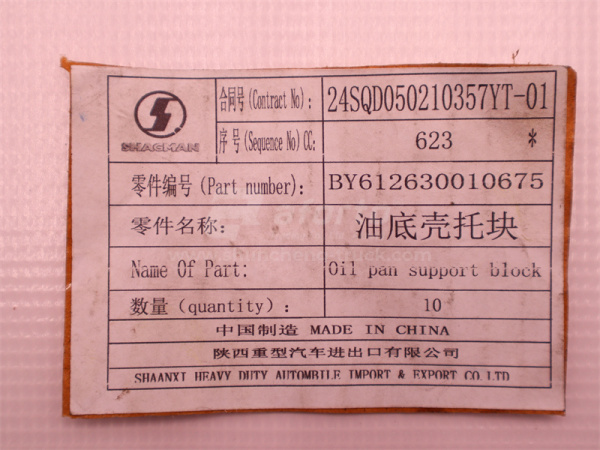 SHACMAN
合同号(Contract No): 24SQD050210357YT-01
序号(Sequence No)CC: 623 *
零件编号(Part number): BY612630010675
零件名称: 油底壳托块
Name Of Part: Oil pan support block
数量(quantity): 10
中国制造 MADE IN CHINA
陕西重型汽车进出口有限公司
SHAANXI HEAVY DUTY AUTOMBILE IMPORT & EXPORT CO.LTD